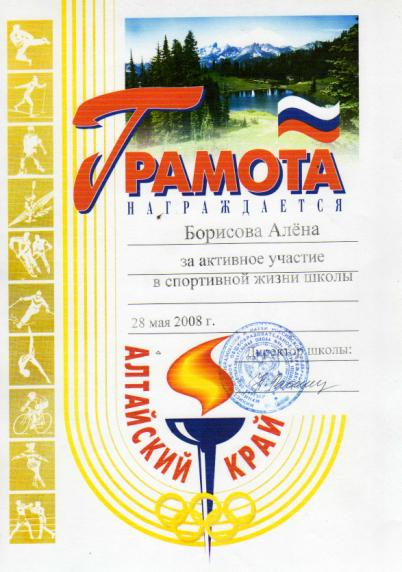 ГРАМОТА
НАГРАЖДАЕТСЯ
Борисова Алёна
за активное участие
в спортивной жизни школы
28 мая 2008 г.
Директор школы:
АЛТАЙСКИЙ КРАЙ